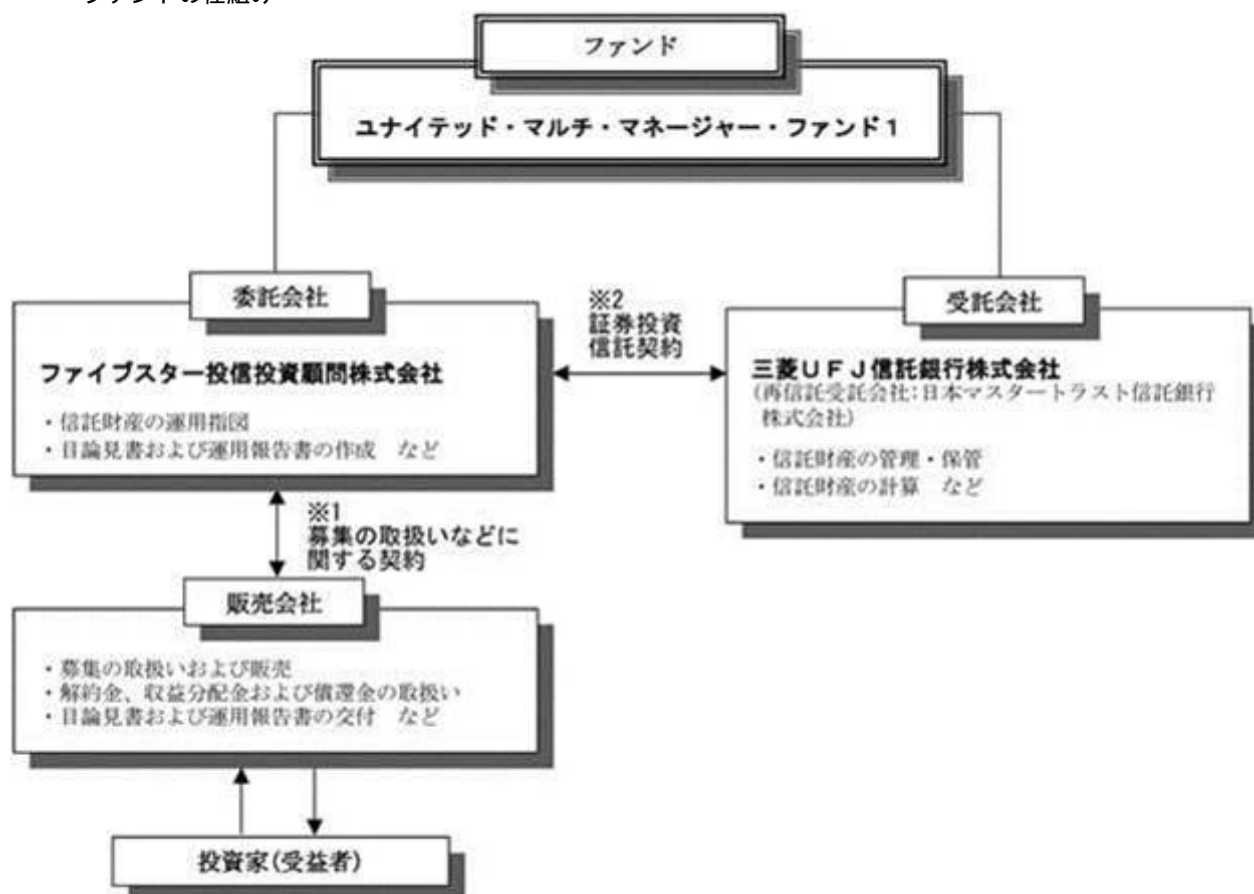 ファンドの仕組み
ファンド
ユナイテッド・マルチ・マネージャー・ファンド1
委託会社
ファイブスター投信投資顧問株式会社
・信託財産の運用指図
・目論見書および運用報告書の作成　など
※2
証券投資
信託契約
受託会社
三菱UFJ信託銀行株式会社
(再信託受託会社:日本マスタートラスト信託銀行
株式会社)
・信託財産の管理・保管
・信託財産の計算　など
※1
募集の取扱いなどに
関する契約
販売会社
・募集の取扱いおよび販売
・解約金、収益分配金および償還金の取扱い
・目論見書および運用報告書の交付　など
投資家(受益者)